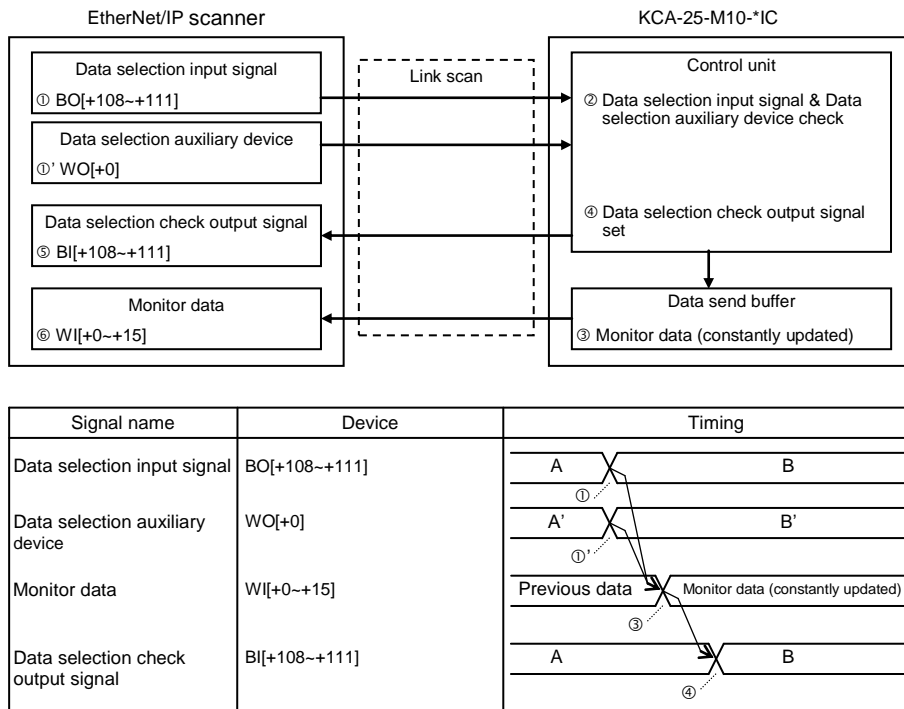 EtherNet/IP scanner
KCA-25-M10-*IC
Data selection input signal
① BO[+108~+111]
Data selection auxiliary device
①’ WO[+0]
Data selection check output signal
⑤ BI[+108~+111]
Monitor data
⑥ WI[+0~+15]
Link scan
Control unit
② Data selection input signal & Data
selection auxiliary device check
④ Data selection check output signal
set
Data send buffer
③ Monitor data (constantly updated)
Signal name
Device
Timing
Data selection input signal
BO[+108~+111]
A
B
①
Data selection auxiliary
device
WO[+0]
A’
B’
①’
Monitor data
WI[+0~+15]
Previous data
Monitor data (constantly updated)
③
Data selection check
output signal
BI[+108~+111]
A
B
④